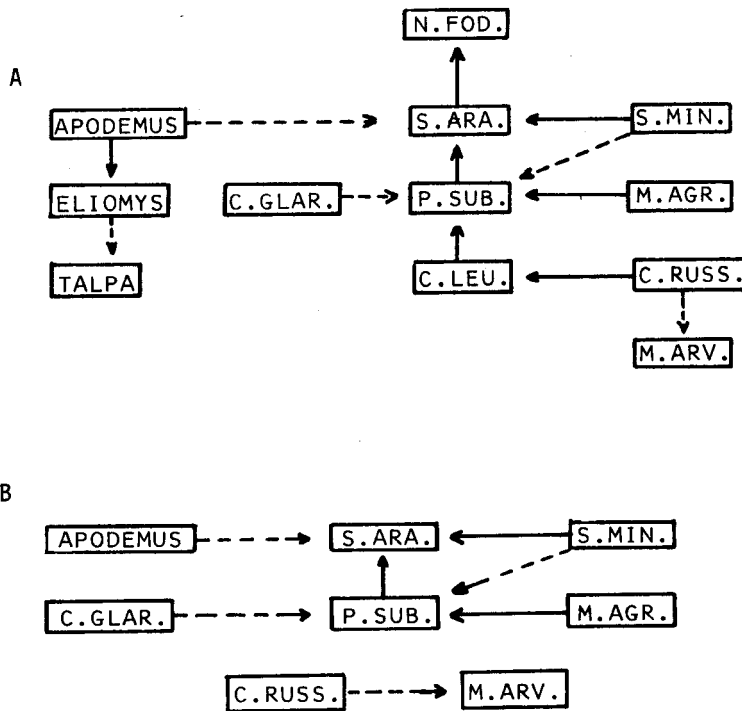 N.FOD.
A
APODEMUS
S.ARA.
S.MIN.
ELIOMYS
C.GLAR.
P.SUB.
M.AGR.
TALPA
C.LEU.
C.RUSS.
M.ARV.
B
APODEMUS
S.ARA.
S.MIN.
C.GLAR.
P.SUB.
M.AGR.
C.RUSS.
M.ARV.